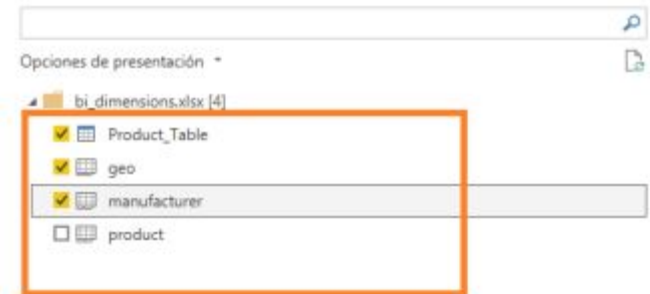 Opciones de presentación
bi_dimensions.xlsx [4]
Product_Table
geo
manufacturer
product